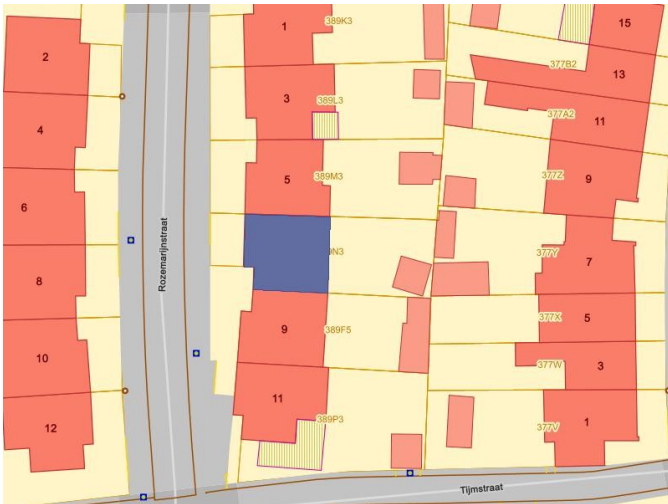 1
389K3
15
2
377B2
13
3
389L3
377A2
11
4
5
389M3
377Z
9
6
Rozemarijnstraat
N3
377Y
7
8
9
389F5
377X
5
10
377W
3
11
389P3
377V
1
12
Tijmstraat